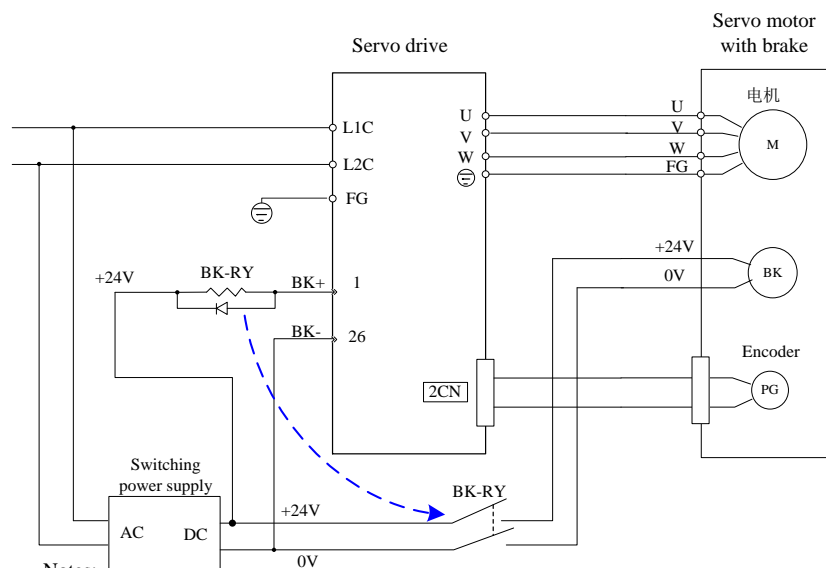 Servo motor
with brake
Servo drive
电机
U
U
L1C
V
V
M
W
W
L2C
FG
FG
+24V
BK
0V
+24V
BK-RY
BK+
1
BK-
26
Encoder
2CN
PG
Switching
power supply
BK-RY
+24V
AC
DC
0V